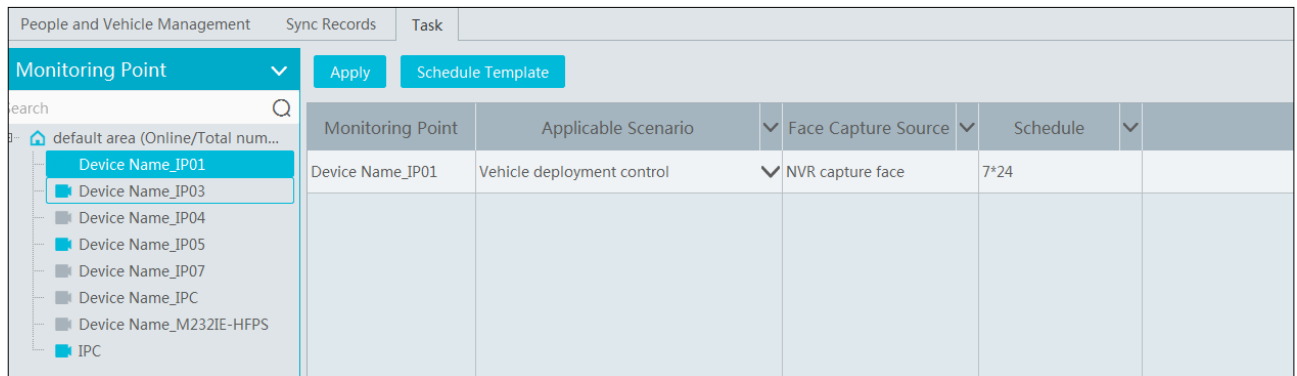 People and Vehicle Management Sync Records Task
Monitoring Point
Apply Schedule Template
earch
default area (Online/Total num...
Device Name_IP01
Device Name_IP03
Device Name_IP04
Device Name_IP05
Device Name_IP07
Device Name_IPC
Device Name_M232IE-HFPS
IPC
Monitoring Point Applicable Scenario Face Capture Source Schedule
Device Name_IP01 Vehicle deployment control NVR capture face 7*24